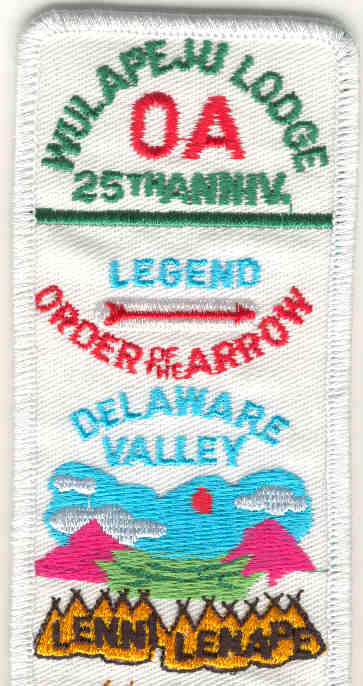 WULAPEJU LODGE
OA
25TH ANNIV.
LEGEND
ORDER OF THE ARROW
DELAWARE
VALLEY
LENNI LENAPE